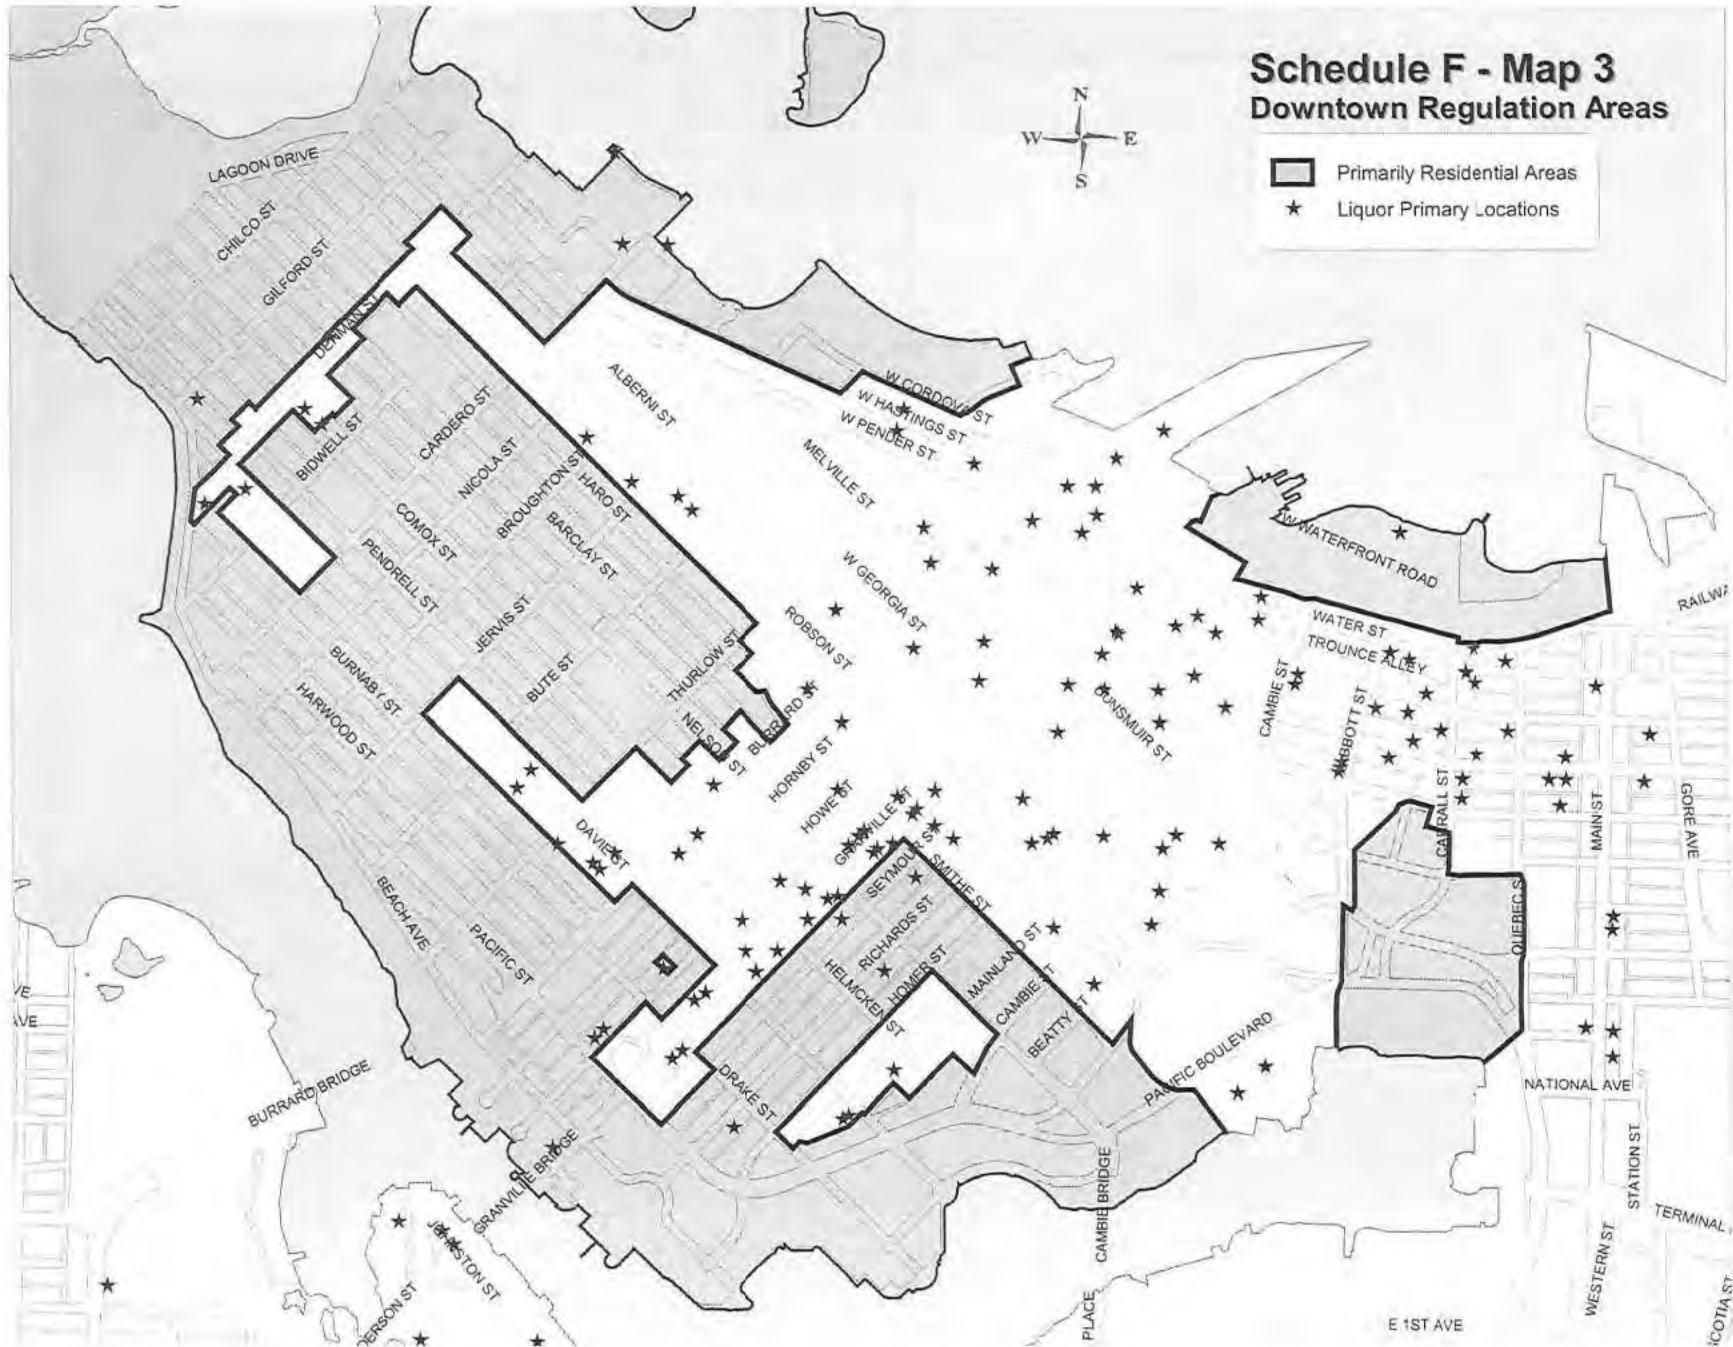 Schedule F - Map 3
Downtown Regulation Areas
N
W E
S
Primarily Residential Areas
Liquor Primary Locations
LAGOON DRIVE
CHILCO ST
GILFORD ST
DENMAN ST
BIDWELL ST
CARDERO ST
NICOLA ST
BROUGHTON ST
HARO ST
BARCLAY ST
COMOX ST
PENDRELL ST
JERVIS ST
BUTE ST
THURLOW ST
NELSON ST
BURRARD ST
BURNABY ST
HARWOOD ST
ALBERNI ST
W CORDOVA ST
W HASTINGS ST
W PENDER ST
MELVILLE ST
W GEORGIA ST
ROBSON ST
HORNBY ST
HOWE ST
GRANVILLE ST
SEYMOUR ST
SMITHE ST
RICHARDS ST
HOMER ST
HELMCKEN ST
MAINLAND ST
CAMBIE ST
BEATTY ST
DRAKE ST
DAVIE ST
BEACH AVE
PACIFIC ST
DUNSMUIR ST
W WATERFRONT ROAD
WATER ST
TROUNCE ALLEY
CAMBIE ST
ABBOTT ST
CARRALL ST
QUEBEC S
MAIN ST
GORE AVE
RAILWA
PACIFIC BOULEVARD
NATIONAL AVE
STATION ST
WESTERN ST
TERMINAL
SCOTIA ST
E 1ST AVE
CAMBIE BRIDGE
PLACE
BURRARD BRIDGE
GRANVILLE BRIDGE
JOHNSTON ST
DERSON ST
VE
AVE